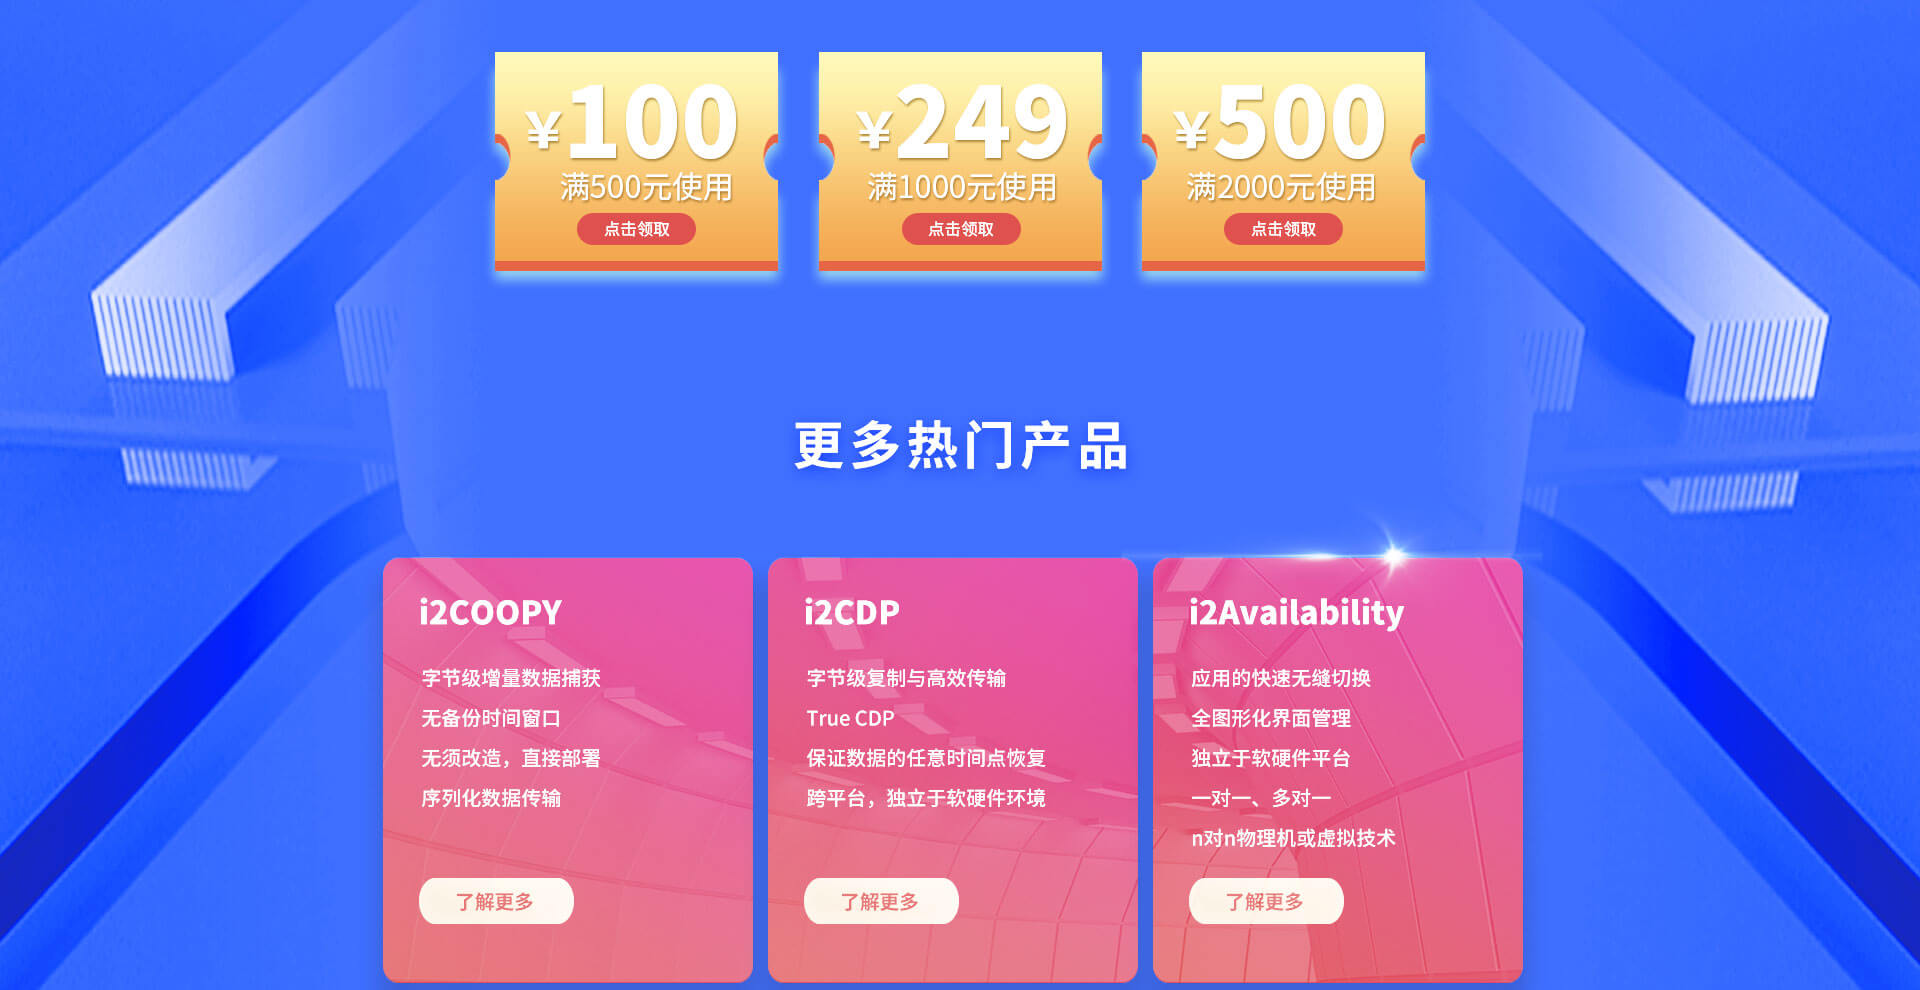 ¥100
满500元使用
点击领取
¥249
满1000元使用
点击领取
¥500
满2000元使用
点击领取
更多热门产品
i2COOPY
字节级增量数据捕获
无备份时间窗口
无须改造，直接部署
序列化数据传输
了解更多
i2CDP
字节级复制与高效传输
True CDP
保证数据的任意时间点恢复
跨平台，独立于软硬件环境
了解更多
i2Availability
应用的快速无缝切换
全图形化界面管理
独立于软硬件平台
一对一、多对一
n对n物理机或虚拟技术
了解更多